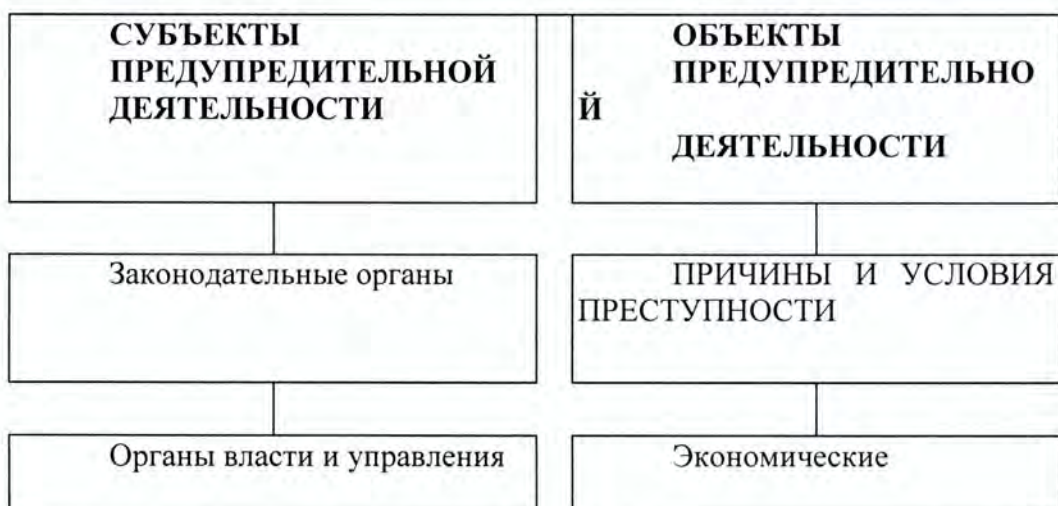 СУБЪЕКТЫ
ПРЕДУПРЕДИТЕЛЬНОЙ
ДЕЯТЕЛЬНОСТИ
ОБЪЕКТЫ
ПРЕДУПРЕДИТЕЛЬНО
Й
ДЕЯТЕЛЬНОСТИ
Законодательные органы
ПРИЧИНЫ И УСЛОВИЯ
ПРЕСТУПНОСТИ
Органы власти и управления
Экономические